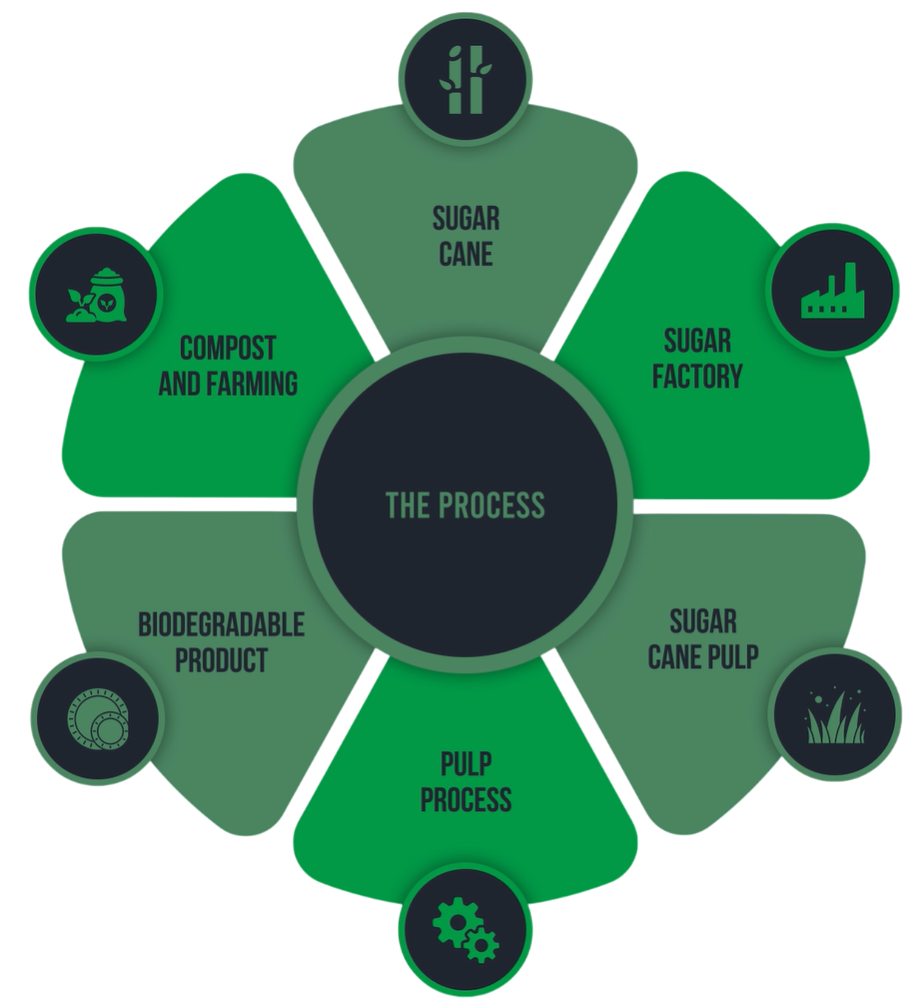 SUGAR
CANE
SUGAR
FACTORY
SUGAR
CANE PULP
PULP
PROCESS
BIODEGRADABLE
PRODUCT
COMPOST
AND FARMING
THE PROCESS